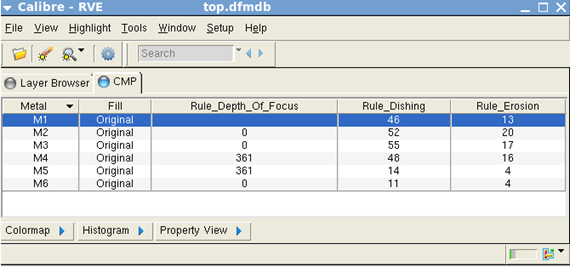 Calibre - RVE top.dfmdb
File View Highlight Tools Window Setup Help
Search
Layer Browser CMP
Metal Fill Rule_Depth_Of_Focus Rule_Dishing Rule_Erosion
M1 Original 46 13
M2 Original 0 52 20
M3 Original 0 55 17
M4 Original 361 48 16
M5 Original 361 14 4
M6 Original 0 11 4
Colormap Histogram Property View